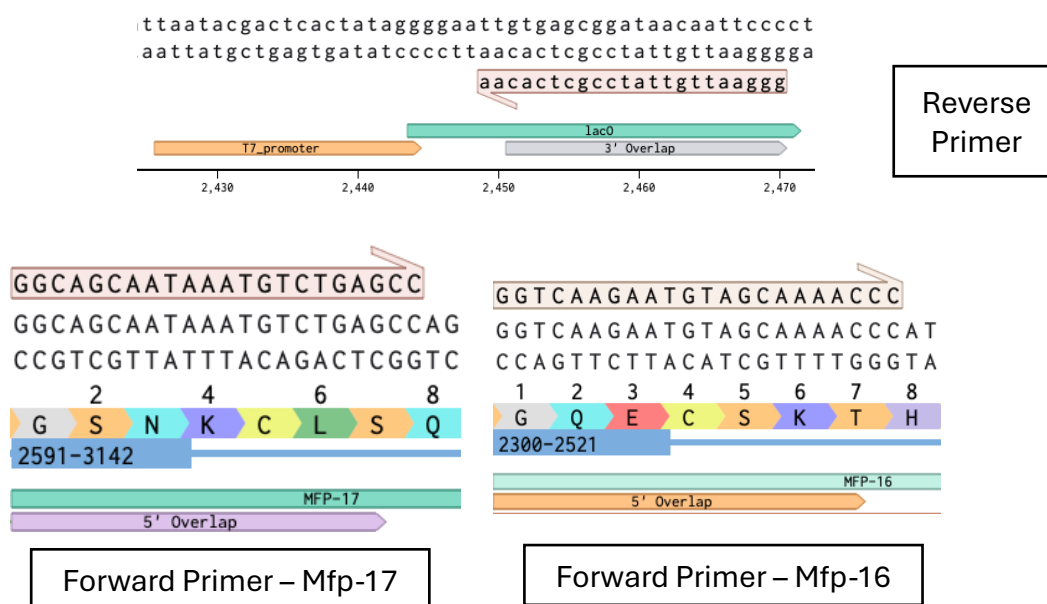 ttaatacgactcactataggggaattgtgagcggataacaattcccct
aattatgctgagtgatatccccttaacactcgcctattgttaagggga
aacactcgcctattgttaaggg
lacO
T7_promoter
3' Overlap
2,430 2,440 2,450 2,460 2,470
Reverse
Primer
GGCAGCAATAAATGTCTGAGCC
GGCAGCAATAAATGTCTGAGCCAG
CCGTCGTTATTTACAGACTCGGTC
2 4 6 8
G S N K C L S Q
2591-3142
MFP-17
5' Overlap
Forward Primer – Mfp-17
GGTCAAGAATGTAGCAAAACCC
GGTCAAGAATGTAGCAAAACCCAT
CCAGTTCTTACATCGTTTTGGGTA
1 2 3 4 5 6 7 8
G Q E C S K T H
2300-2521
MFP-16
5' Overlap
Forward Primer – Mfp-16